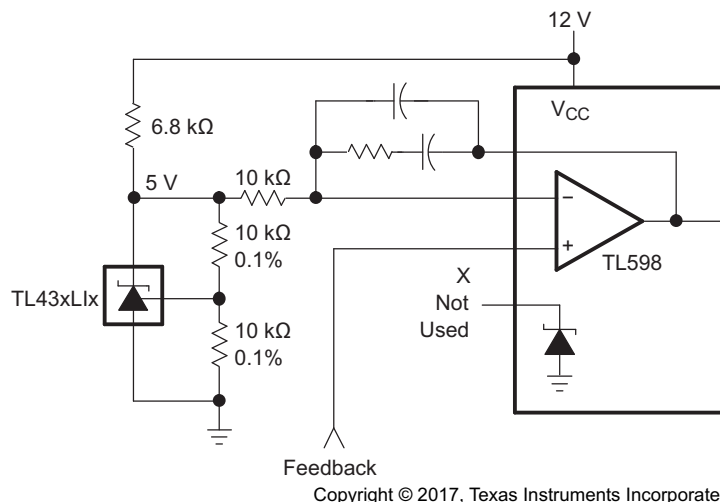 12 V
VCC
6.8 kΩ
5 V
10 kΩ
10 kΩ
0.1%
TL43xLIx
10 kΩ
0.1%
−
+
TL598
X
Not
Used
Feedback
Copyright © 2017, Texas Instruments Incorporate